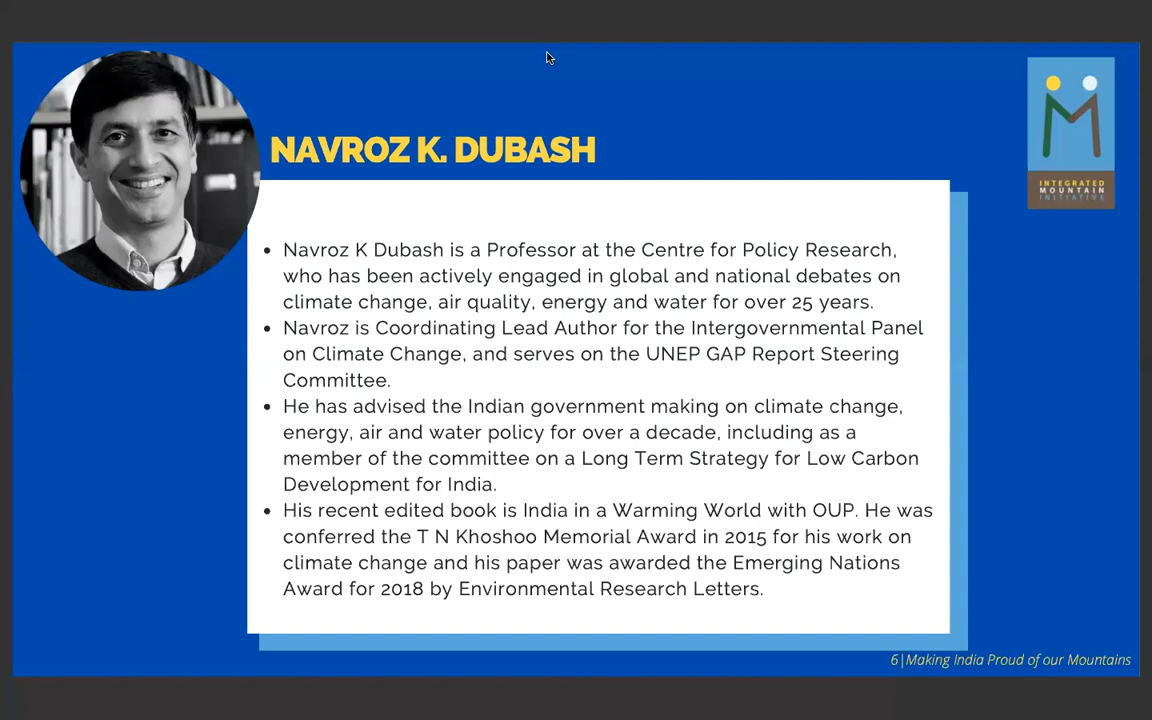 NAVROZ K. DUBASH
INTEGRATED
MOUNTAIN
INITIATIVE
• Navroz K Dubash is a Professor at the Centre for Policy Research,
who has been actively engaged in global and national debates on
climate change, air quality, energy and water for over 25 years.
• Navroz is Coordinating Lead Author for the Intergovernmental Panel
on Climate Change, and serves on the UNEP GAP Report Steering
Committee.
• He has advised the Indian government making on climate change,
energy, air and water policy for over a decade, including as a
member of the committee on a Long Term Strategy for Low Carbon
Development for India.
• His recent edited book is India in a Warming World with OUP. He was
conferred the T N Khoshoo Memorial Award in 2015 for his work on
climate change and his paper was awarded the Emerging Nations
Award for 2018 by Environmental Research Letters.
6|Making India Proud of our Mountains